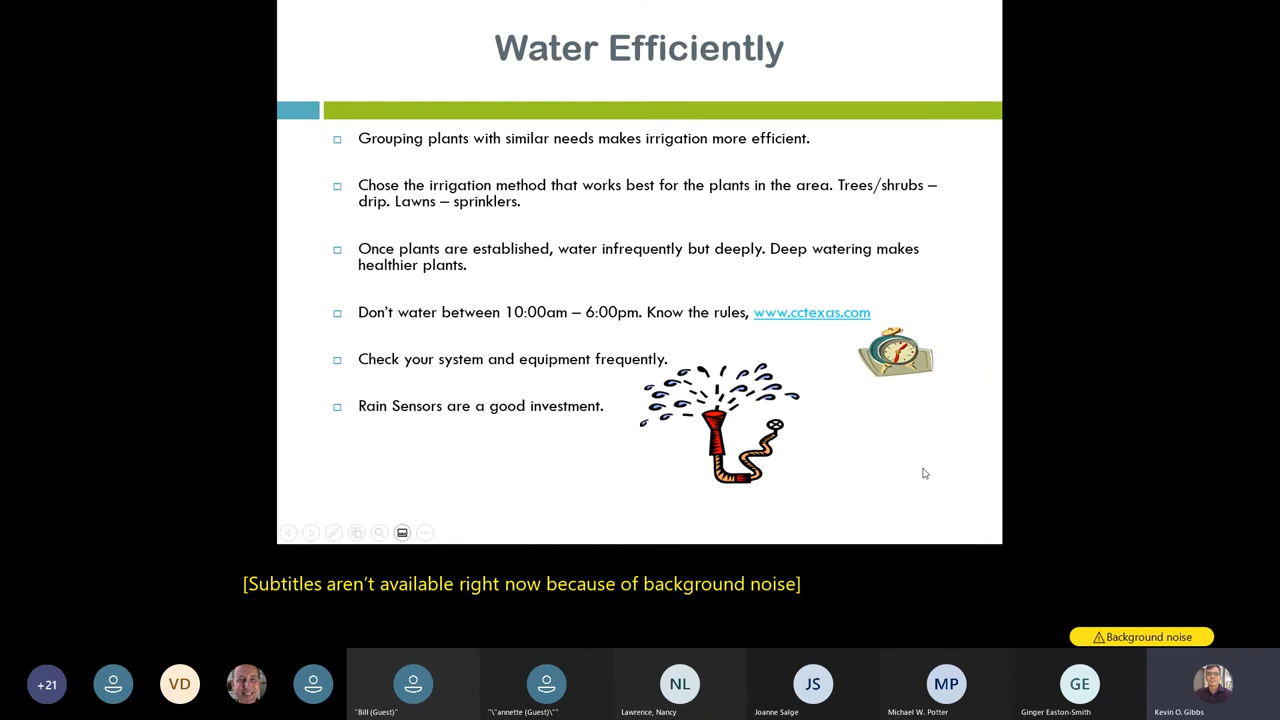 Water Efficiently
Grouping plants with similar needs makes irrigation more efficient.
Chose the irrigation method that works best for the plants in the area. Trees/shrubs –
drip. Lawns – sprinklers.
Once plants are established, water infrequently but deeply. Deep watering makes
healthier plants.
Don't water between 10:00am – 6:00pm. Know the rules, www.cctexas.com
Check your system and equipment frequently.
Rain Sensors are a good investment.
[Subtitles aren't available right now because of background noise]
Background noise
+21
VD
NL
JS
MP
GE
"Bill (Guest)"
"\"annette (Guest)\""
Lawrence, Nancy
Joanne Salge
Michael W. Potter
Ginger Easton-Smith
Kevin O. Gibbs